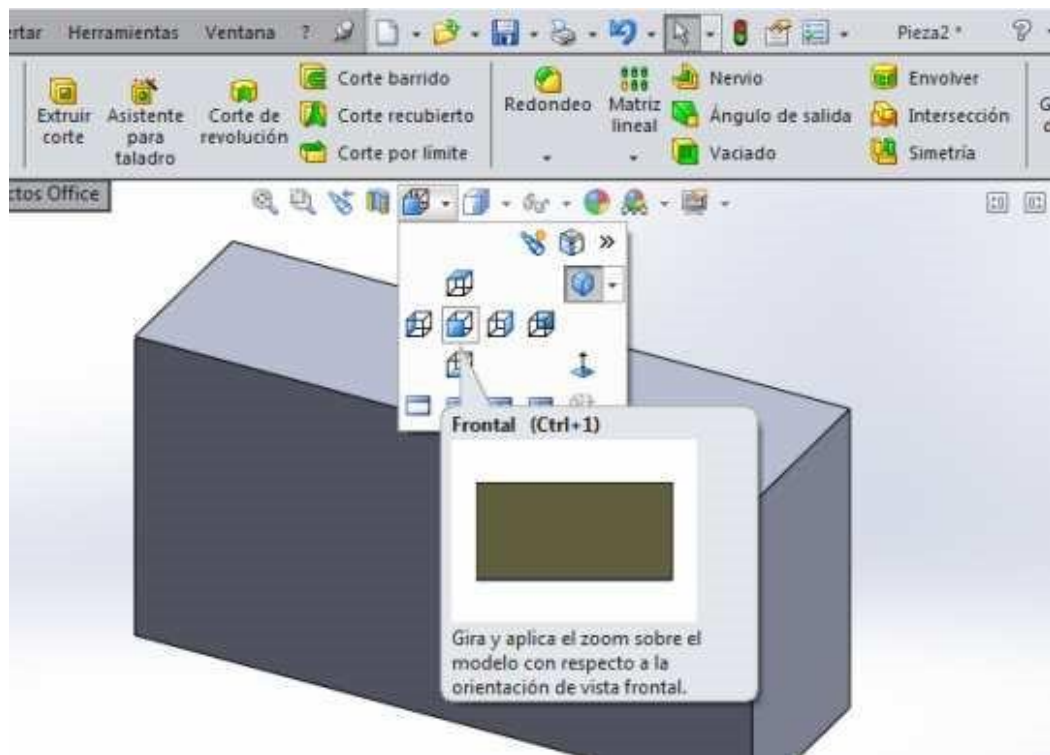 Herramientas Ventana ? Pieza2 *
Extruir corte
Asistente para taladro
Corte de revolución
Corte barrido
Corte recubierto
Corte por límite
Redondeo
Matriz lineal
Nervio
Ángulo de salida
Vaciado
Envolver
Intersección
Simetría
Office
Frontal (Ctrl+1)
Gira y aplica el zoom sobre el
modelo con respecto a la
orientación de vista frontal.